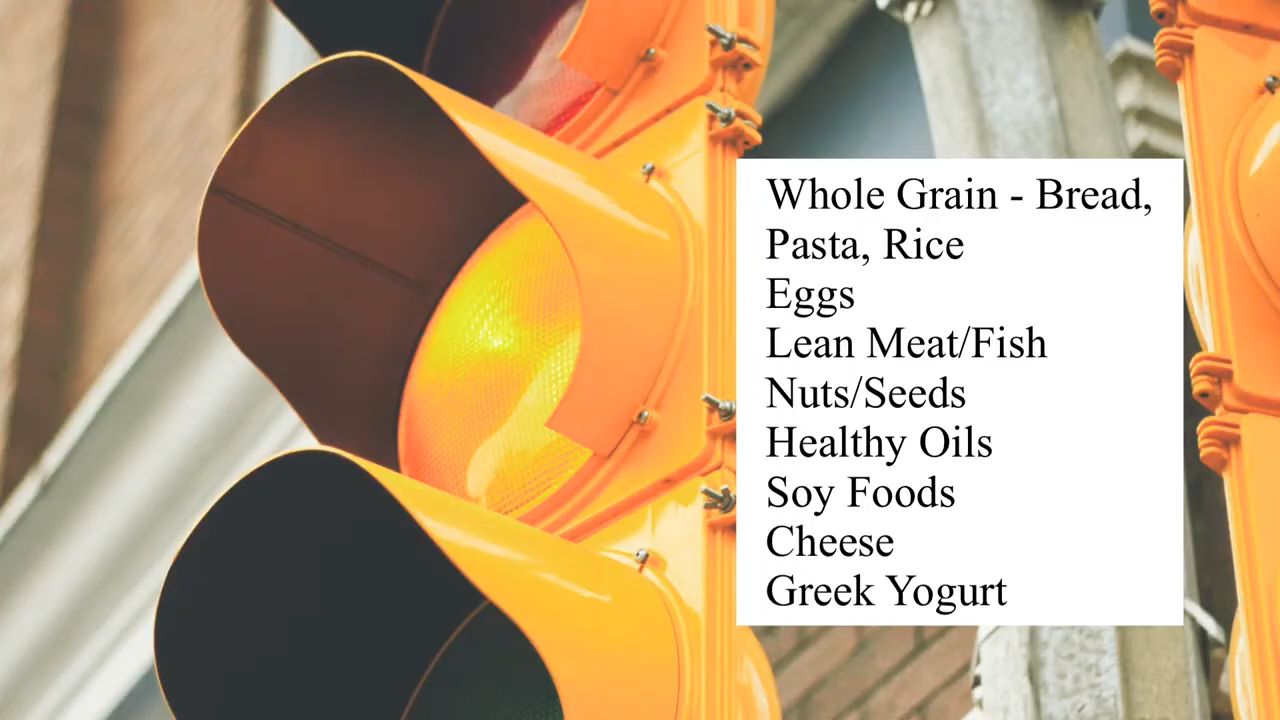 Whole Grain - Bread,
Pasta, Rice
Eggs
Lean Meat/Fish
Nuts/Seeds
Healthy Oils
Soy Foods
Cheese
Greek Yogurt